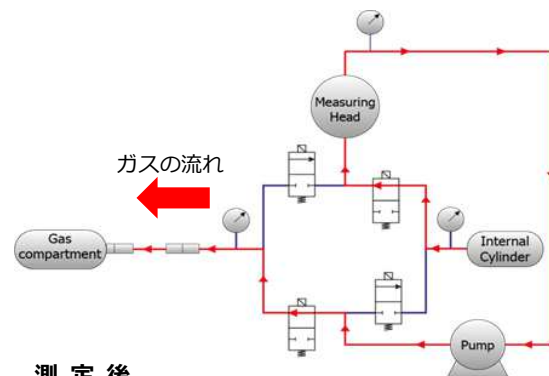 Measuring
Head
ガスの流れ
Gas
compartment
Internal
Cylinder
Pump
測 定 後